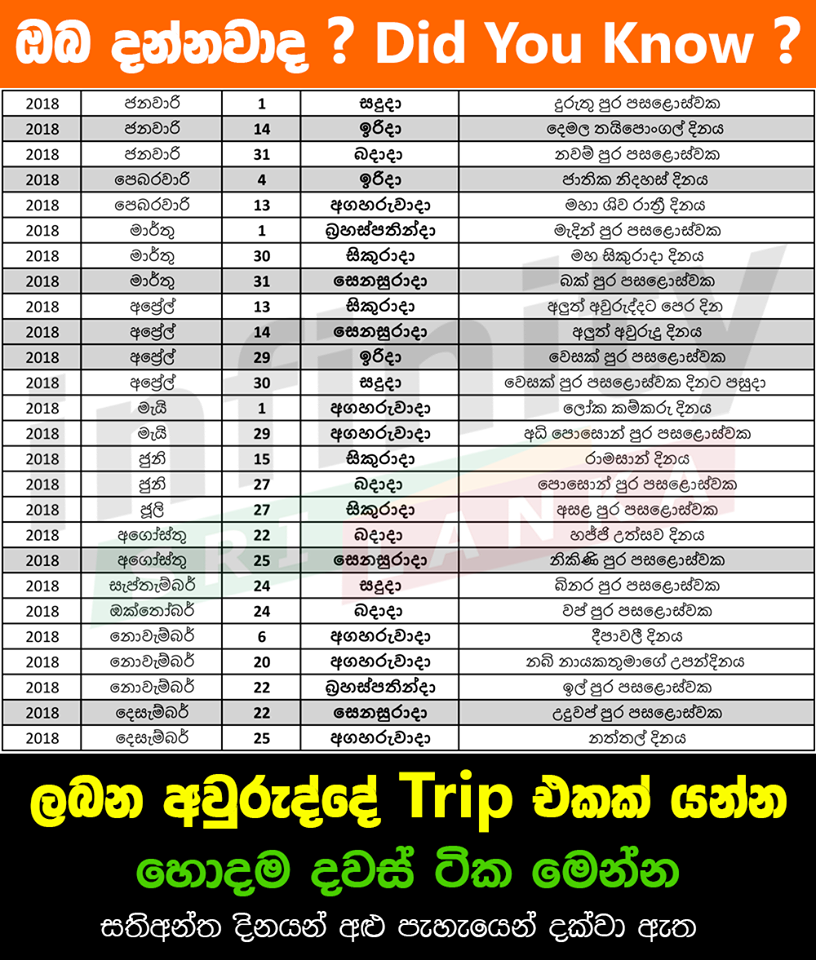 ඔබ දන්නවාද ? Did You Know ?
2018 ජනවාරි 1 සඳුදා දුරුතු පුර පසළොස්වක
2018 ජනවාරි 14 ඉරිදා දෙමල තයිපොංගල් දිනය
2018 ජනවාරි 31 බදාදා නවම් පුර පසළොස්වක
2018 පෙබරවාරි 4 ඉරිදා ජාතික නිදහස් දිනය
2018 පෙබරවාරි 13 අගහරුවාදා මහා ශිව රාත්‍රී දිනය
2018 මාර්තු 1 බ්‍රහස්පතින්දා මැදින් පුර පසළොස්වක
2018 මාර්තු 30 සිකුරාදා මහ සිකුරාදා දිනය
2018 මාර්තු 31 සෙනසුරාදා බක් පුර පසළොස්වක
2018 අප්‍රේල් 13 සිකුරාදා අලුත් අවුරුද්දට පෙර දින
2018 අප්‍රේල් 14 සෙනසුරාදා අලුත් අවුරුදු දිනය
2018 අප්‍රේල් 29 ඉරිදා වෙසක් පුර පසළොස්වක
2018 අප්‍රේල් 30 සඳුදා වෙසක් පුර පසළොස්වක දිනට පසුදා
2018 මැයි 1 අගහරුවාදා ලෝක කම්කරු දිනය
2018 මැයි 29 අගහරුවාදා අධි පොසොන් පුර පසළොස්වක
2018 ජුනි 15 සිකුරාදා රාමසාන් දිනය
2018 ජුනි 27 බදාදා පොසොන් පුර පසළොස්වක
2018 ජූලි 27 සිකුරාදා අසළ පුර පසළොස්වක
2018 අගෝස්තු 22 බදාදා හජ්ජි උත්සව දිනය
2018 අගෝස්තු 25 සෙනසුරාදා නිකිණි පුර පසළොස්වක
2018 සැප්තැම්බර් 24 සඳුදා බිනර පුර පසළොස්වක
2018 ඔක්තෝබර් 24 බදාදා වප් පුර පසළොස්වක
2018 නොවැම්බර් 6 අගහරුවාදා දීපාවලී දිනය
2018 නොවැම්බර් 20 අගහරුවාදා නබි නායකතුමාගේ උපන්දිනය
2018 නොවැම්බර් 22 බ්‍රහස්පතින්දා ඉල් පුර පසළොස්වක
2018 දෙසැම්බර් 22 සෙනසුරාදා උදුවප් පුර පසළොස්වක
2018 දෙසැම්බර් 25 අගහරුවාදා නත්තල් දිනය
infinity
SRI LANKA
ලබන අවුරුද්දේ Trip එකක් යන්න
හොදම දවස් ටික මෙන්න
සතිඅන්ත දිනයන් අළු පැහැයෙන් දක්වා ඇත